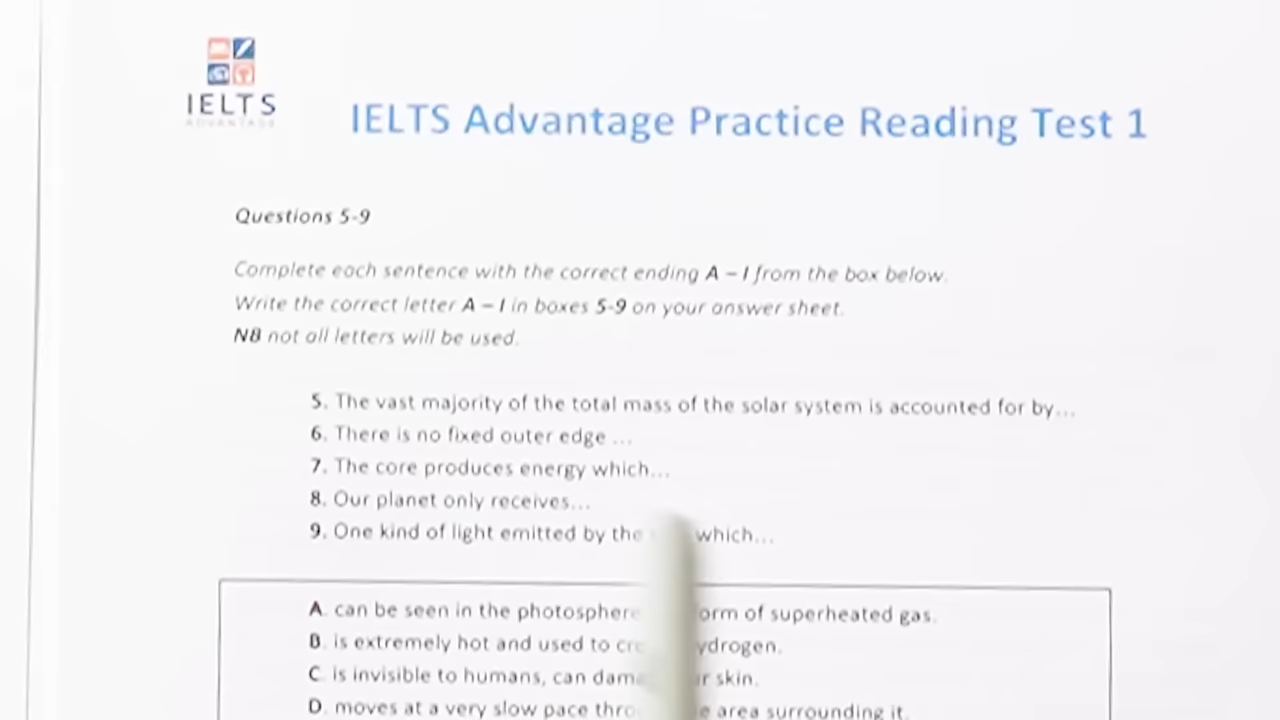 IELTS
ADVANTAGE
IELTS Advantage Practice Reading Test 1
Questions 5-9
Complete each sentence with the correct ending A – I from the box below.
Write the correct letter A – I in boxes 5-9 on your answer sheet.
NB not all letters will be used.
5. The vast majority of the total mass of the solar system is accounted for by...
6. There is no fixed outer edge ...
7. The core produces energy which...
8. Our planet only receives...
9. One kind of light emitted by the which...
A. can be seen in the photosphere of superheated gas.
B. is extremely hot and used to
C. is invisible to humans, can skin.
D. moves at a very slow pace area surrounding it.